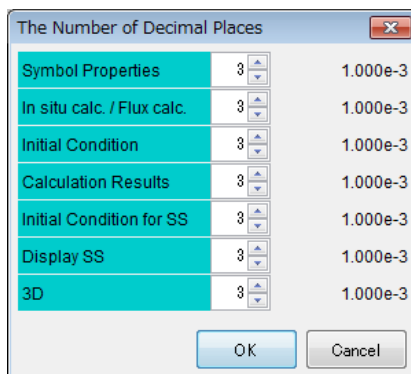 The Number of Decimal Places
Symbol Properties 3 1.000e-3
In situ calc. / Flux calc. 3 1.000e-3
Initial Condition 3 1.000e-3
Calculation Results 3 1.000e-3
Initial Condition for SS 3 1.000e-3
Display SS 3 1.000e-3
3D 3 1.000e-3
OK Cancel